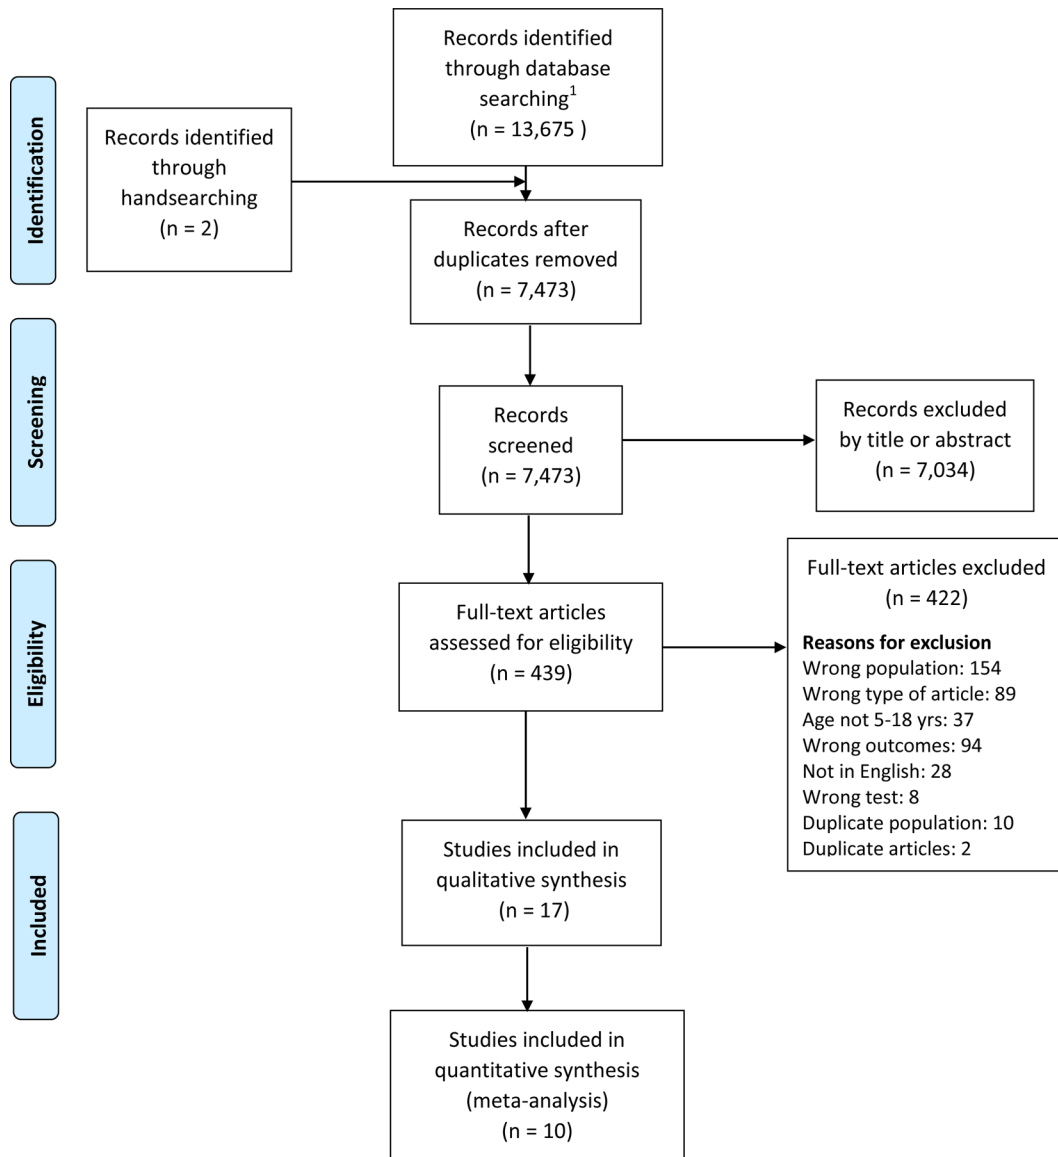 Records identified
through database
searching¹
(n = 13,675 )
Identification
Records identified
through
handsearching
(n = 2)
Records after
duplicates removed
(n = 7,473)
Screening
Records
screened
(n = 7,473)
Records excluded
by title or abstract
(n = 7,034)
Eligibility
Full-text articles
assessed for eligibility
(n = 439)
Full-text articles excluded
(n = 422)
Reasons for exclusion
Wrong population: 154
Wrong type of article: 89
Age not 5-18 yrs: 37
Wrong outcomes: 94
Not in English: 28
Wrong test: 8
Duplicate population: 10
Duplicate articles: 2
Included
Studies included in
qualitative synthesis
(n = 17)
Studies included in
quantitative synthesis
(meta-analysis)
(n = 10)